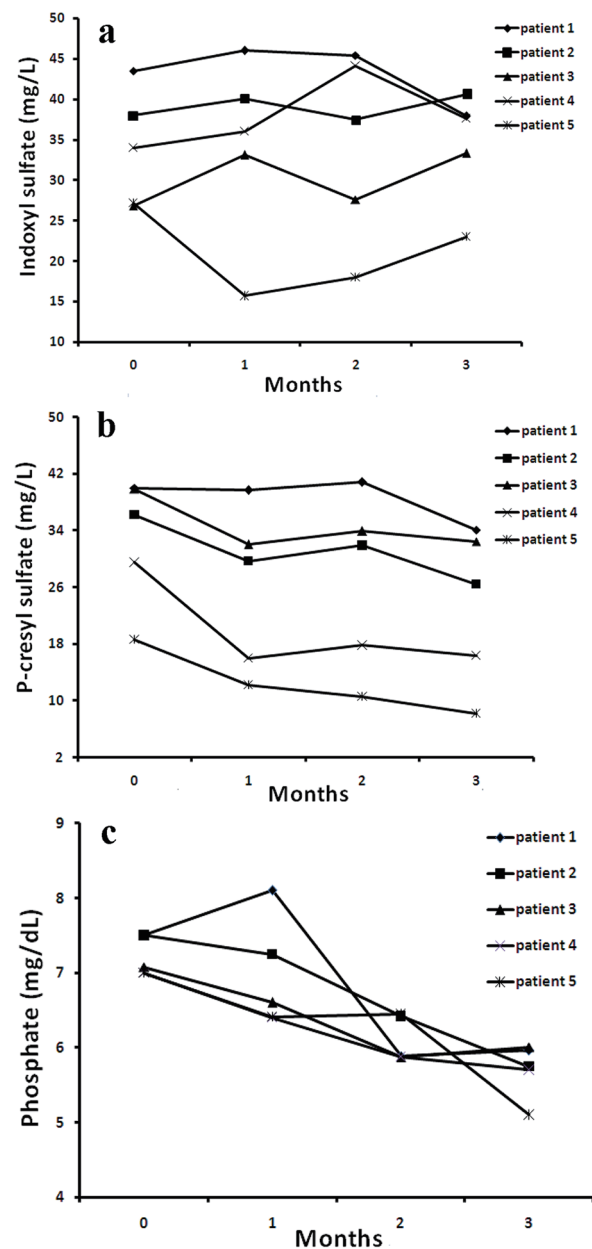 a
Indoxyl sulfate (mg/L)
50
45
40
35
30
25
20
15
10
0 1 2 3
Months
patient 1
patient 2
patient 3
patient 4
patient 5
b
P-cresyl sulfate (mg/L)
50
42
34
26
18
10
2
0 1 2 3
Months
patient 1
patient 2
patient 3
patient 4
patient 5
c
Phosphate (mg/dL)
9
8
7
6
5
4
0 1 2 3
Months
patient 1
patient 2
patient 3
patient 4
patient 5